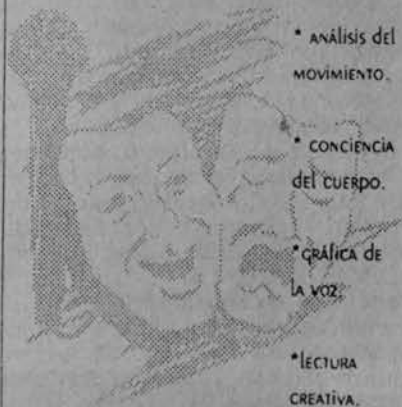 * ANÁLISIS DEL
MOVIMIENTO.
* CONCIENCIA
DEL CUERPO.
*GRÁFICA DE
LA VOZ.
*LECTURA
CREATIVA.